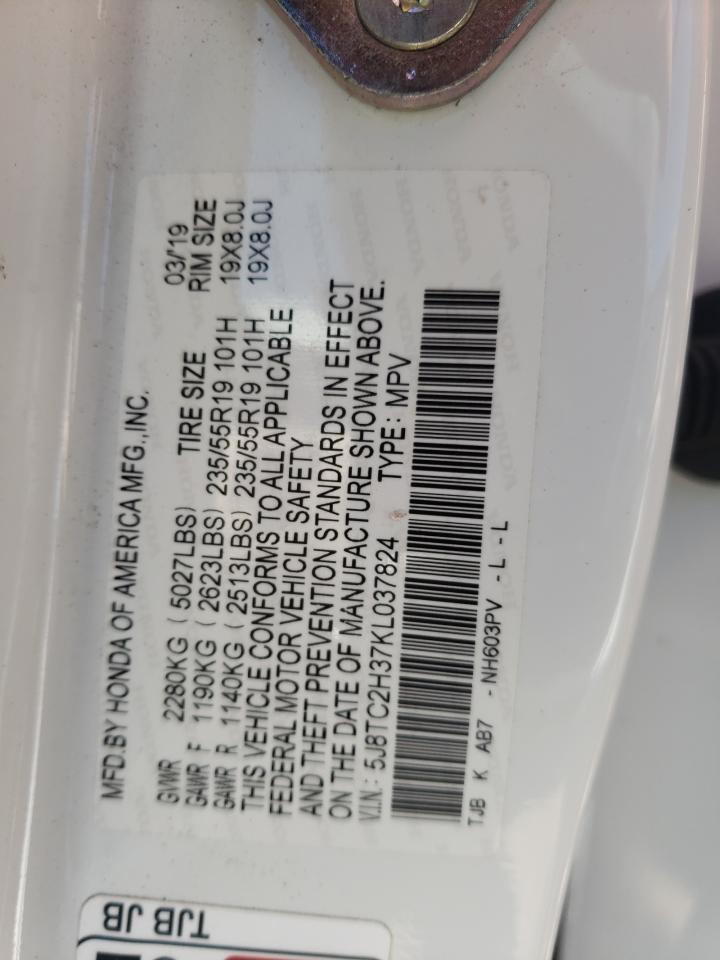 MFD.BY HONDA OF AMERICA MFG.,INC. 03/'19
GVWR 2280KG ( 5027LBS) TIRE SIZE RIM SIZE
GAWR F 1190KG ( 2623LBS) 235/55R19 101H 19X8.0J
GAWR R 1140KG ( 2513LBS) 235/55R19 101H 19X8.0J
THIS VEHICLE CONFORMS TO ALL APPLICABLE
FEDERAL MOTOR VEHICLE SAFETY
AND THEFT PREVENTION STANDARDS IN EFFECT
ON THE DATE OF MANUFACTURE SHOWN ABOVE.
V.I.N.: 5J8TC2H37KL037824 TYPE: MPV
TJB K AB7 - NH603PV - L - L
TJB JB